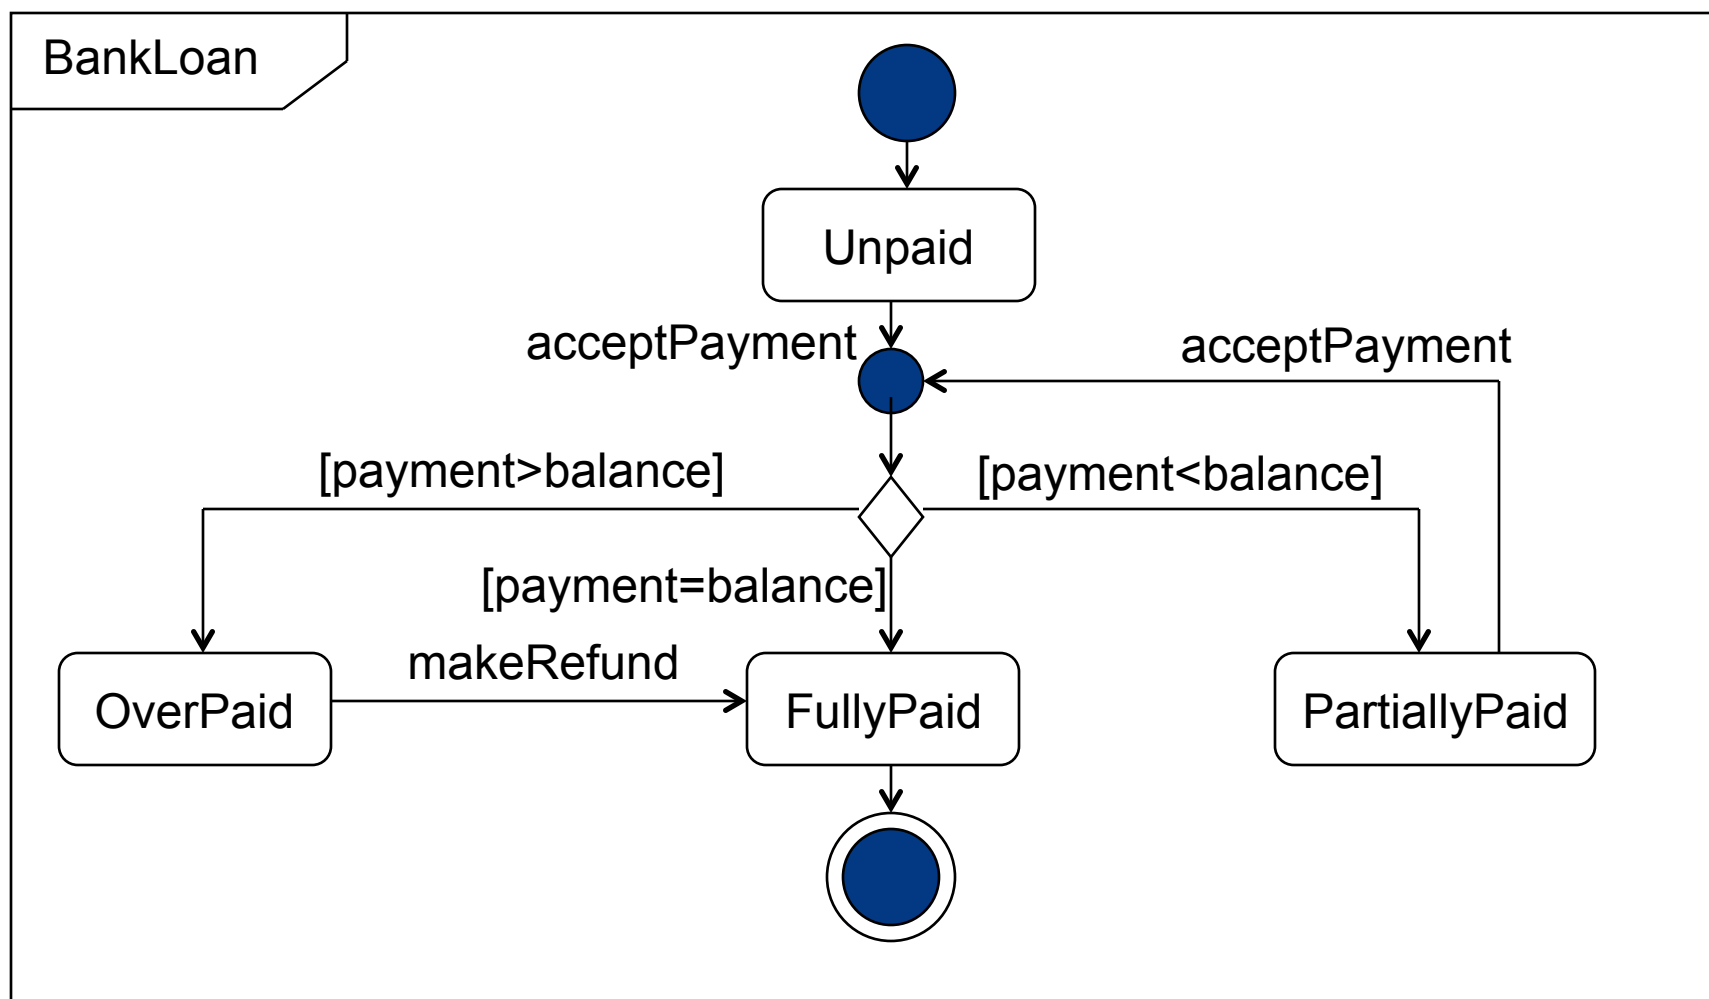 BankLoan
Unpaid
acceptPayment
acceptPayment
[payment>balance]
[payment<balance]
[payment=balance]
makeRefund
OverPaid
FullyPaid
PartiallyPaid